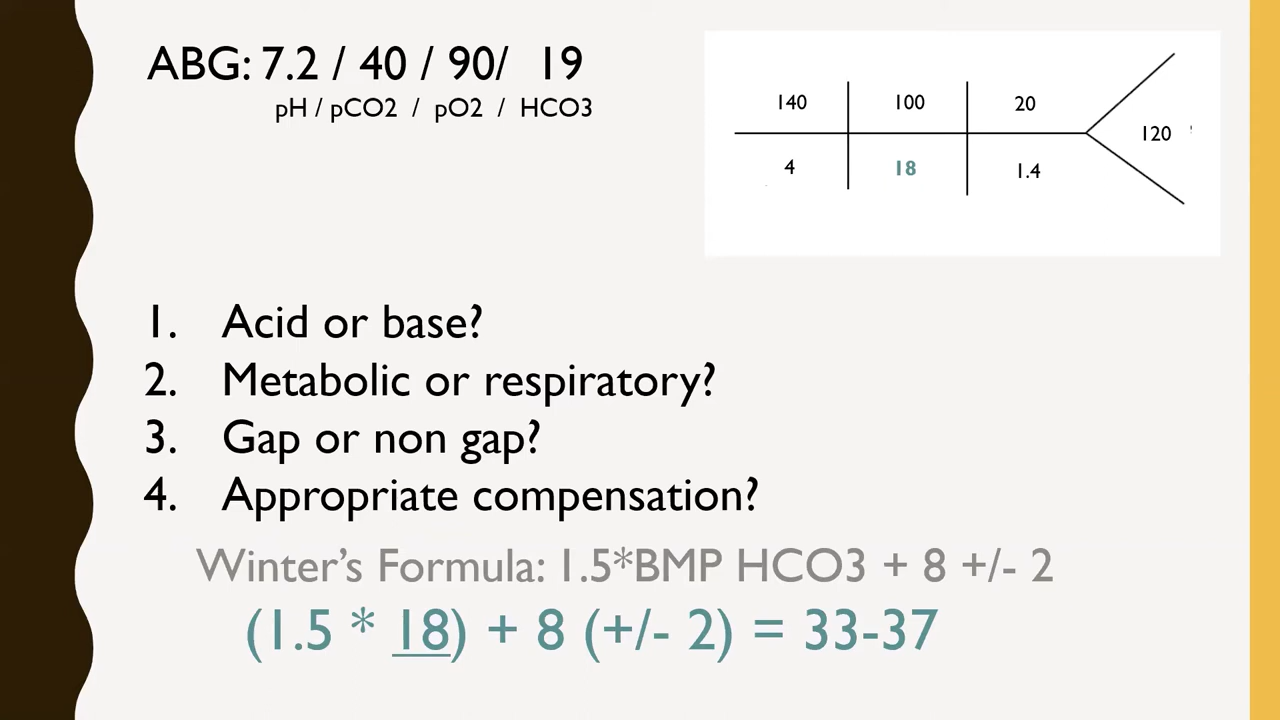 ABG: 7.2 / 40 / 90/ 19
pH / pCO2 / pO2 / HCO3
140 100 20
120
4 18 1.4
1. Acid or base?
2. Metabolic or respiratory?
3. Gap or non gap?
4. Appropriate compensation?
Winter's Formula: 1.5*BMP HCO3 + 8 +/- 2
(1.5 * 18) + 8 (+/- 2) = 33-37